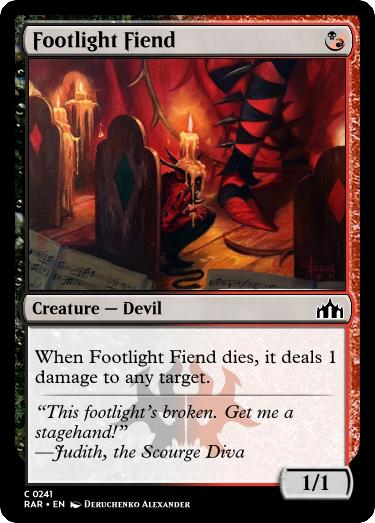 Footlight Fiend
Creature — Devil
When Footlight Fiend dies, it deals 1
damage to any target.
“This footlight's broken. Get me a
stagehand!”
—Judith, the Scourge Diva
1/1
C 0241
RAR • EN Deruchenko Alexander